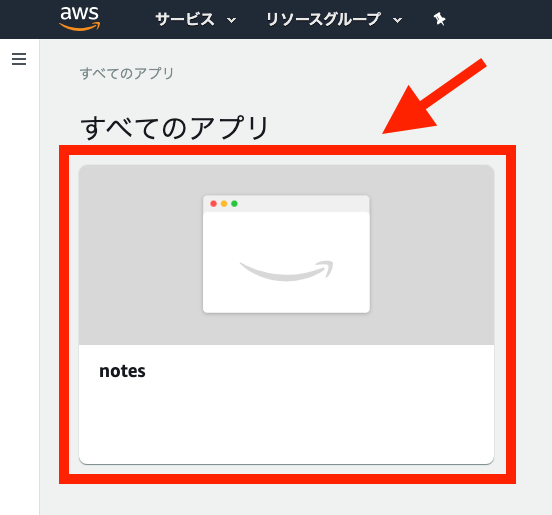 aws
サービス
リソースグループ
すべてのアプリ
すべてのアプリ
notes